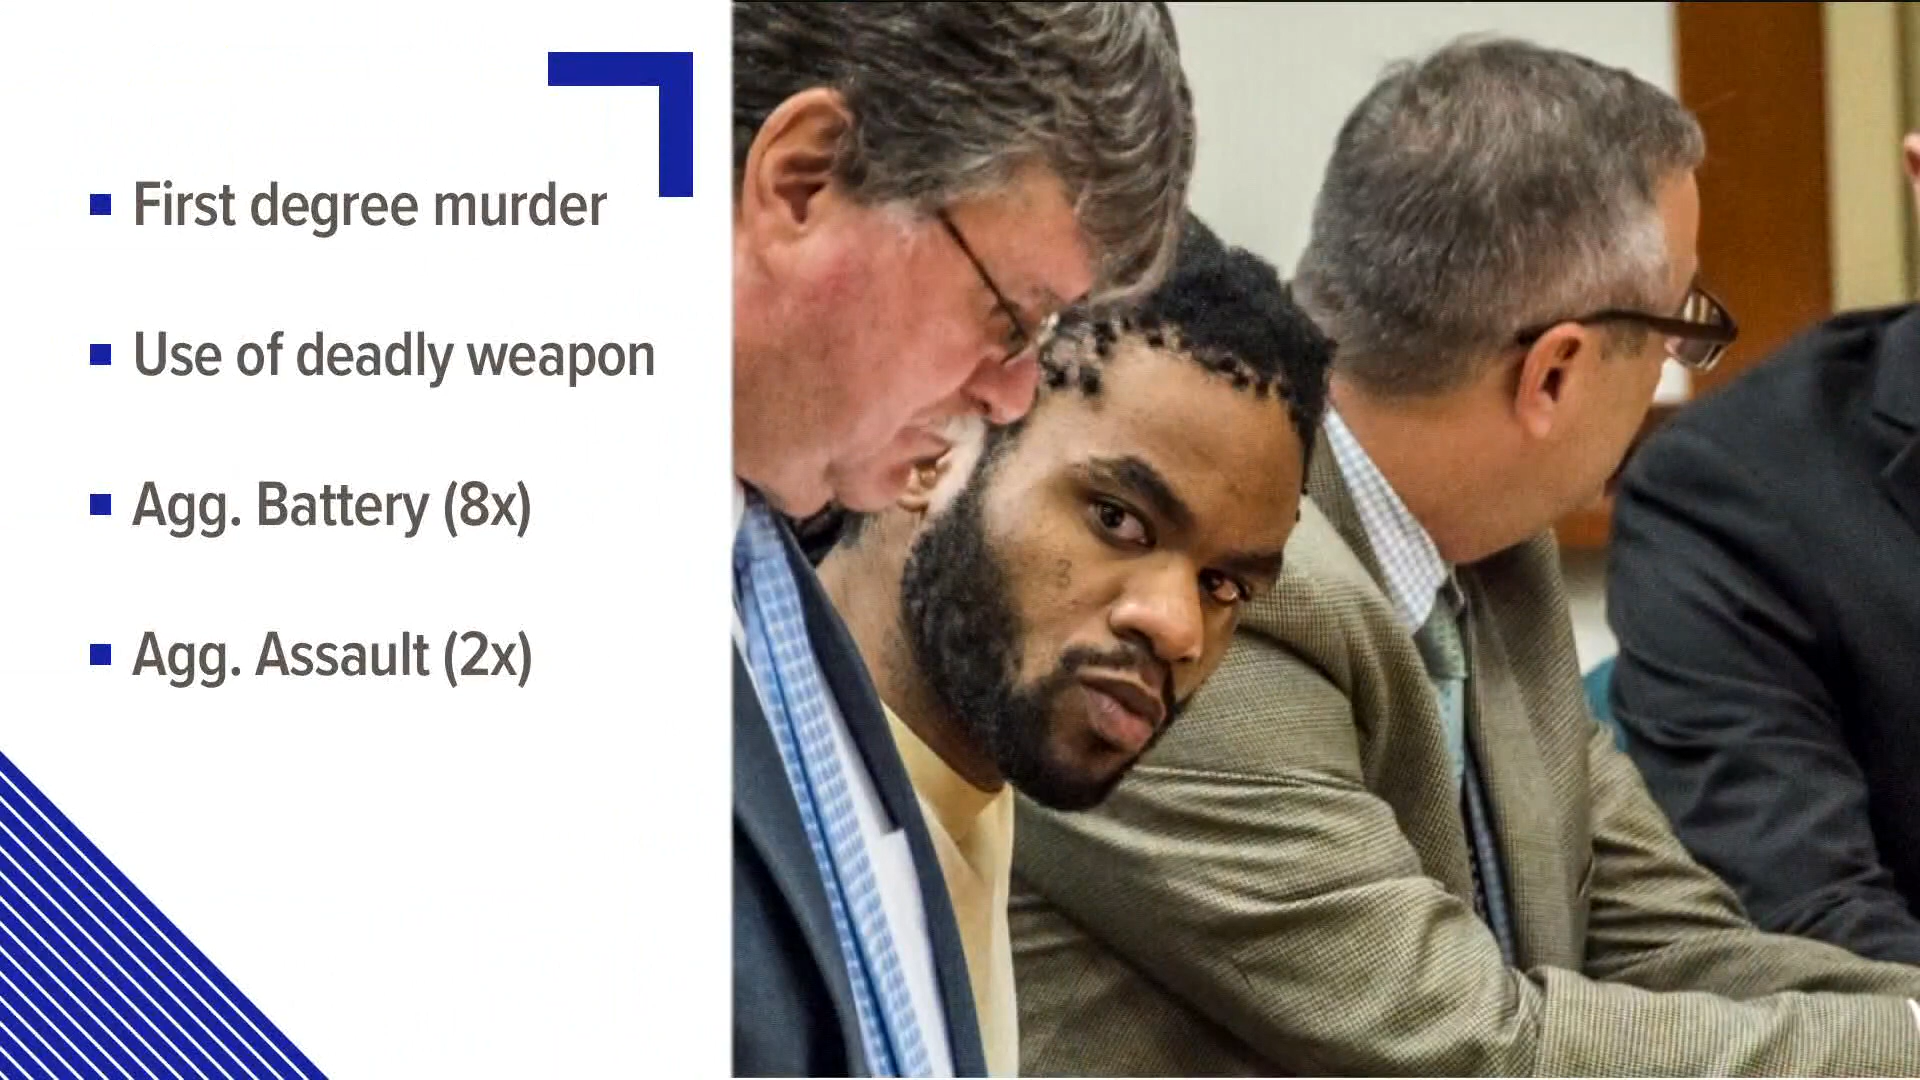 First degree murder
Use of deadly weapon
Agg. Battery (8x)
Agg. Assault (2x)